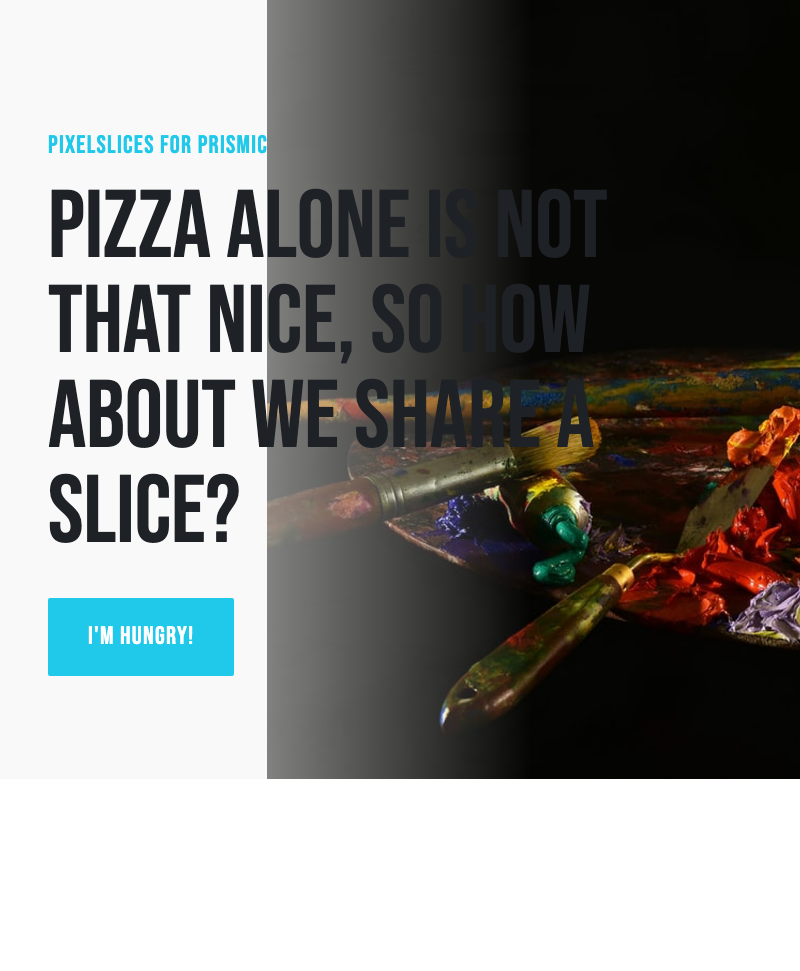 PIXELSLICES FOR PRISMIC
PIZZA ALONE IS NOT
THAT NICE, SO HOW
ABOUT WE SHARE A
SLICE?
I'M HUNGRY!